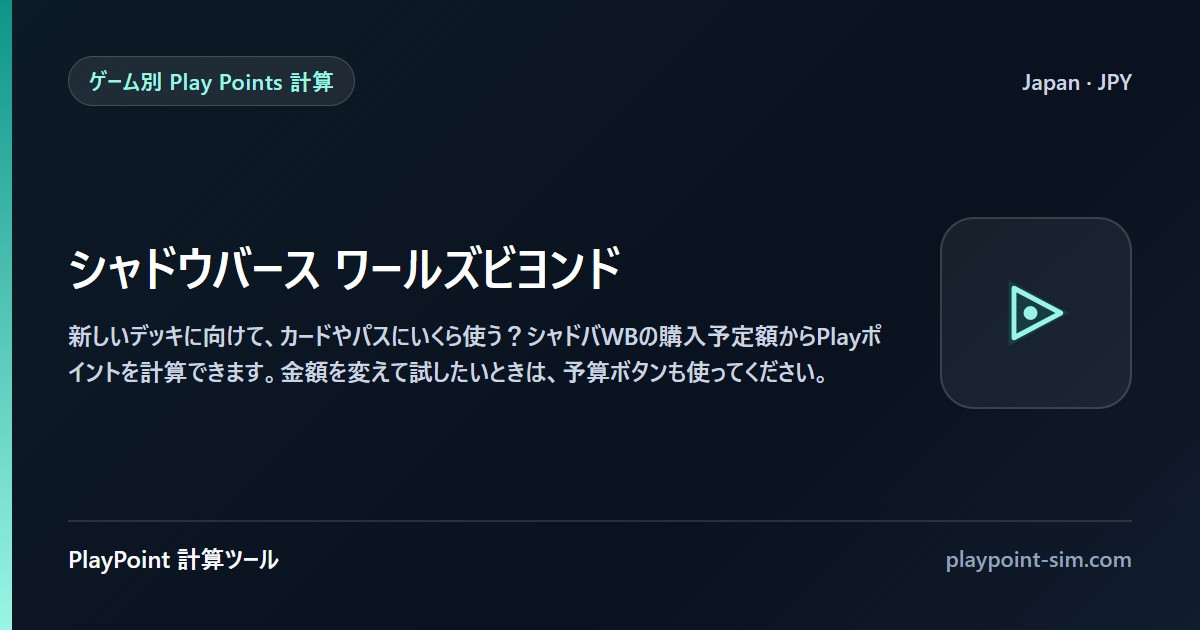 ゲーム別 Play Points 計算
Japan · JPY
シャドウバース ワールズビヨンド
新しいデッキに向けて、カードやパスにいくら使う？シャドバWBの購入予定額からPlayポ
イントを計算できます。金額を変えて試したいときは、予算ボタンも使ってください。
PlayPoint 計算ツール
playpoint-sim.com